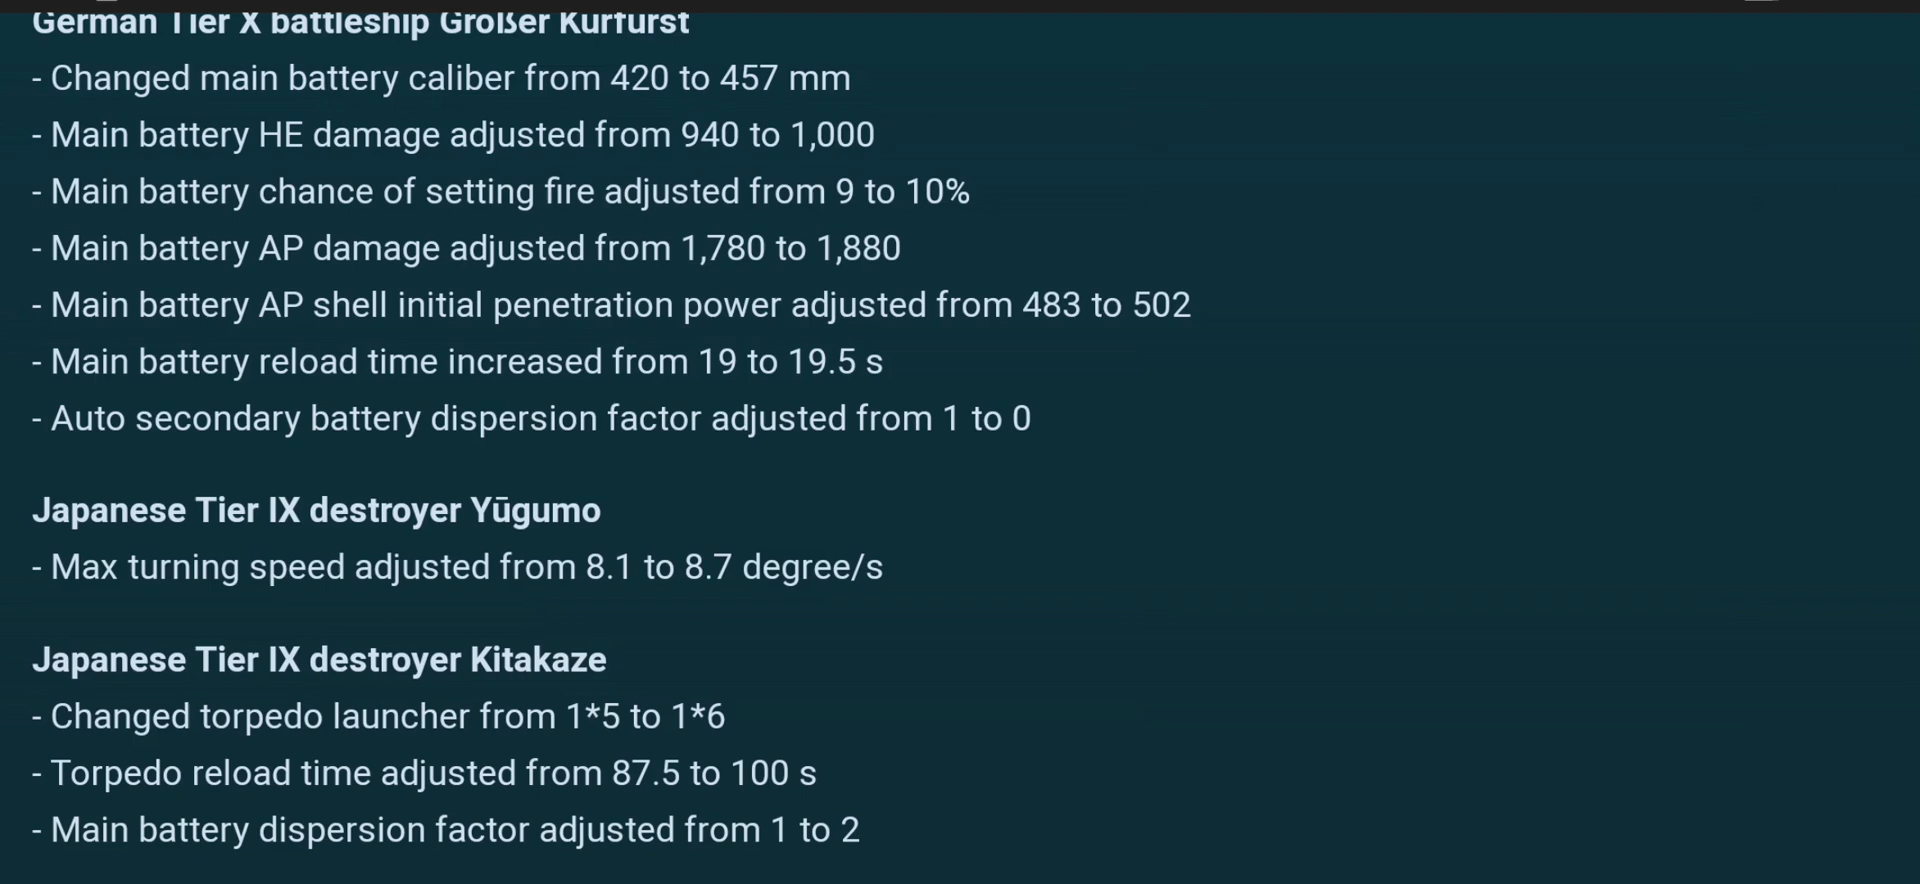 German Tier X battleship Großer Kurfürst
- Changed main battery caliber from 420 to 457 mm
- Main battery HE damage adjusted from 940 to 1,000
- Main battery chance of setting fire adjusted from 9 to 10%
- Main battery AP damage adjusted from 1,780 to 1,880
- Main battery AP shell initial penetration power adjusted from 483 to 502
- Main battery reload time increased from 19 to 19.5 s
- Auto secondary battery dispersion factor adjusted from 1 to 0
Japanese Tier IX destroyer Yūgumo
- Max turning speed adjusted from 8.1 to 8.7 degree/s
Japanese Tier IX destroyer Kitakaze
- Changed torpedo launcher from 1*5 to 1*6
- Torpedo reload time adjusted from 87.5 to 100 s
- Main battery dispersion factor adjusted from 1 to 2